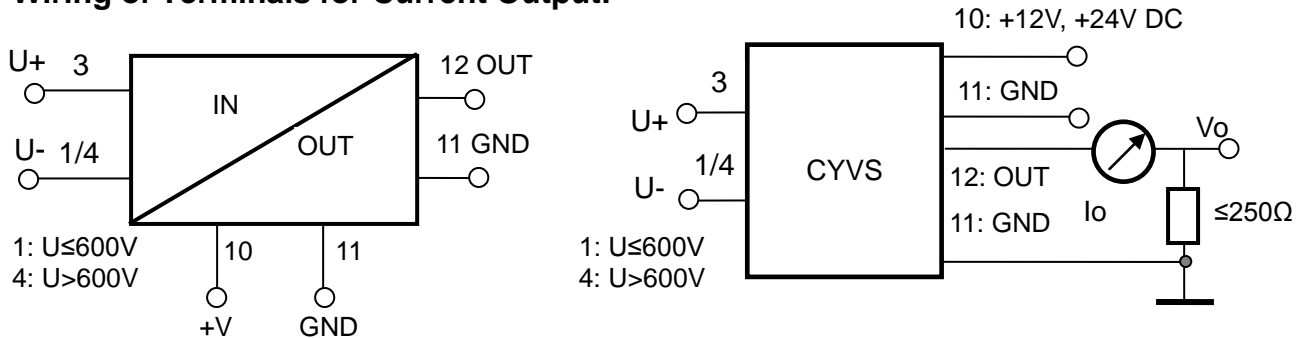 Wiring of Terminals for Current Output:
U+ 3
IN
12 OUT
U- 1/4
OUT
11 GND
1: U≤600V
4: U>600V
10
11
+V
GND
10: +12V, +24V DC
3
11: GND
U+
Vo
1/4
CYVS
12: OUT
U-
Io
≤250Ω
11: GND
1: U≤600V
4: U>600V